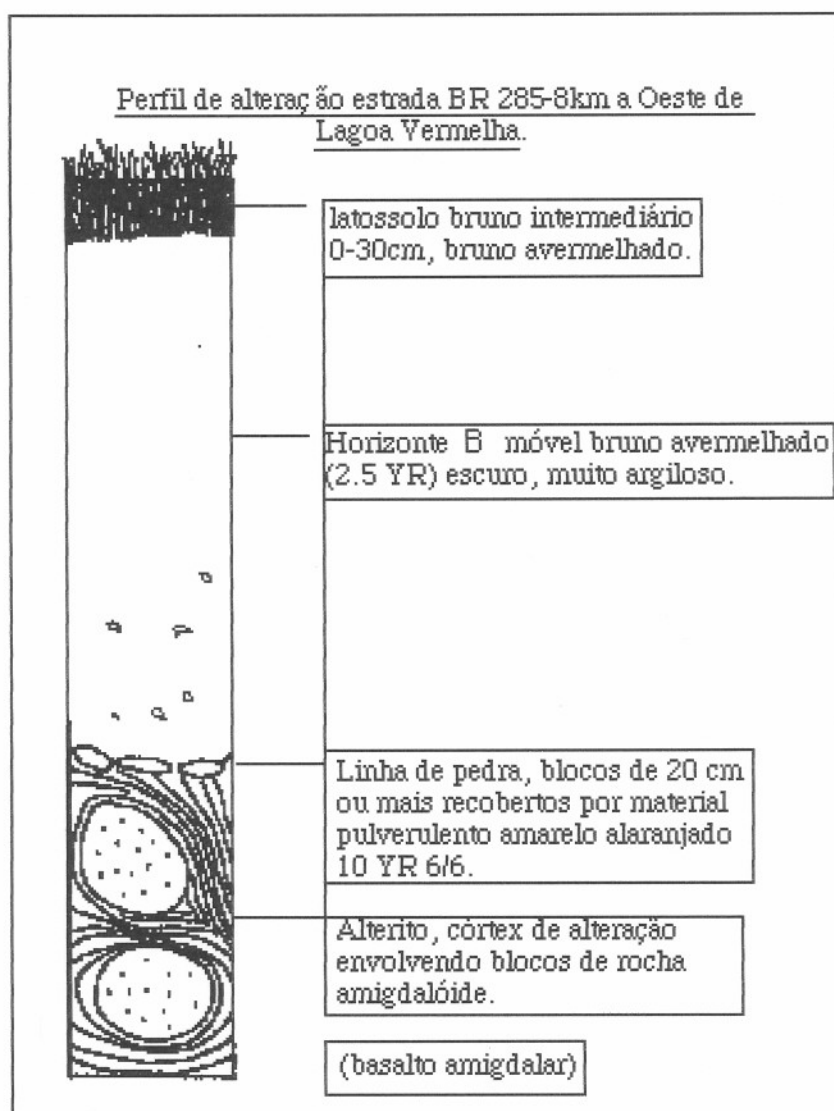 Perfil de alteração estrada BR 285-8km a Oeste de
Lagoa Vermelha.
latossolo bruno intermediário
0-30cm, bruno avermelhado.
Horizonte B móvel bruno avermelhado
(2.5 YR) escuro, muito argiloso.
Linha de pedra, blocos de 20 cm
ou mais recobertos por material
pulverulento amarelo alaranjado
10 YR 6/6.
Alterito, córtex de alteração
envolvendo blocos de rocha
amigdalóide.
(basalto amigdalar)